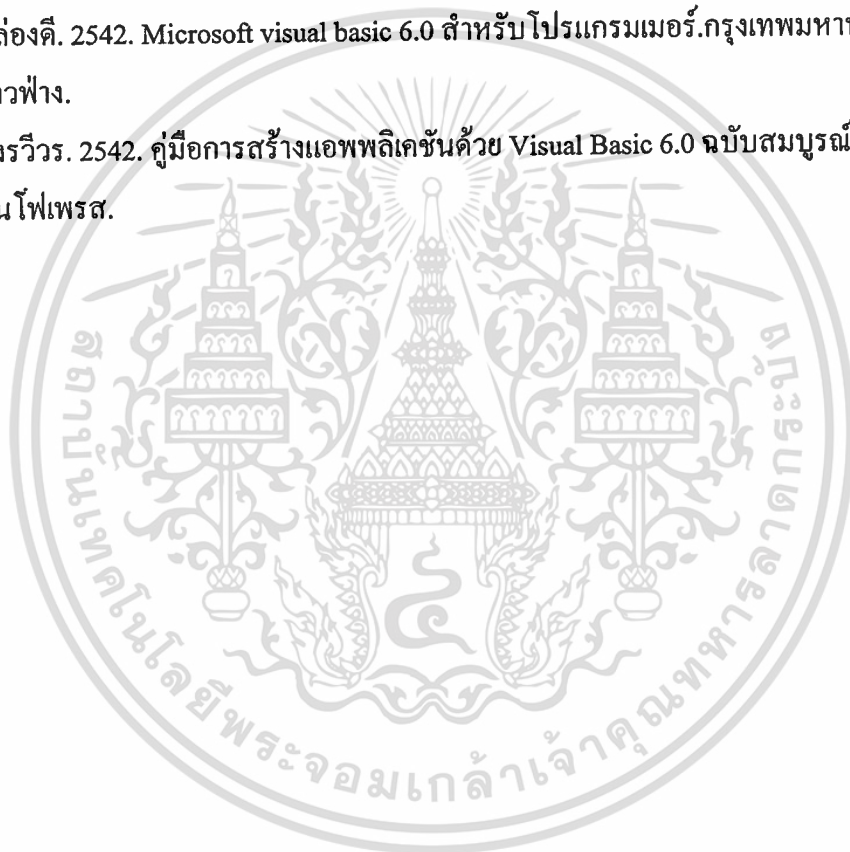 ล่องดี. 2542. Microsoft visual basic 6.0 สำหรับโปรแกรมเมอร์.กรุงเทพมหา
วฟ่าง.
งรวีวร. 2542. คู่มือการสร้างแอพพลิเคชันด้วย Visual Basic 6.0 ฉบับสมบูรณ์
นโฟเพรส.
สถาบันเทคโนโลยีพระจอมเกล้าเจ้าคุณทหารลาดกระบัง